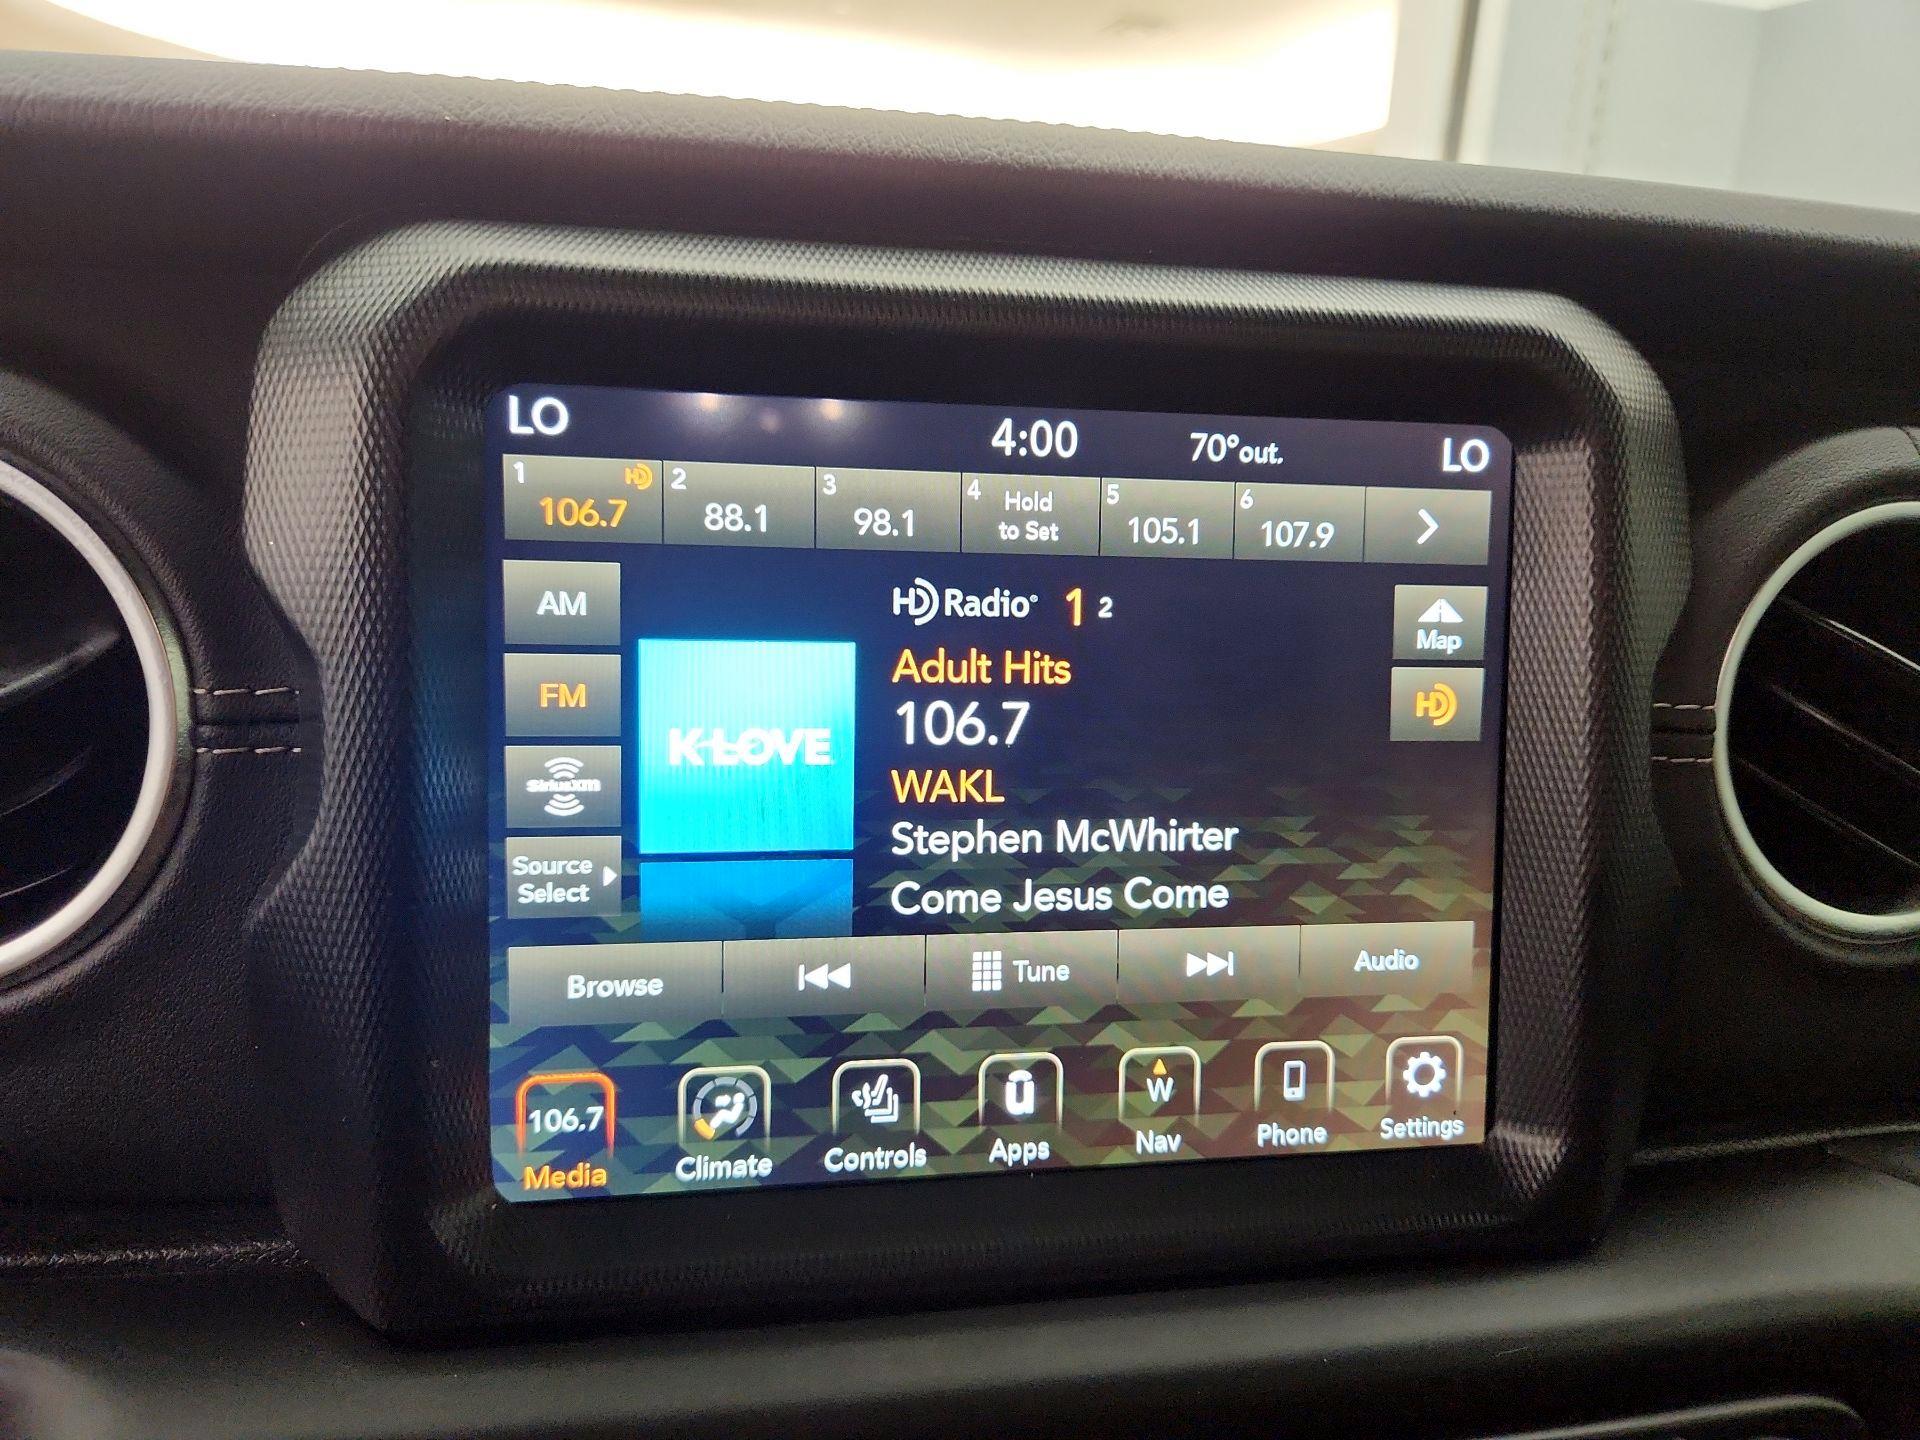 LO 4:00 70° out. LO
1 HD 106.7 2 88.1 3 98.1 4 Hold to Set 5 105.1 6 107.9
AM
HD Radio® 1 2
Map
Adult Hits
FM
106.7
HD
K-LOVE
WAKL
SiriusXM
Stephen McWhirter
Source Select
Come Jesus Come
Browse Tune Audio
106.7 W
Media Climate Controls Apps Nav Phone Settings